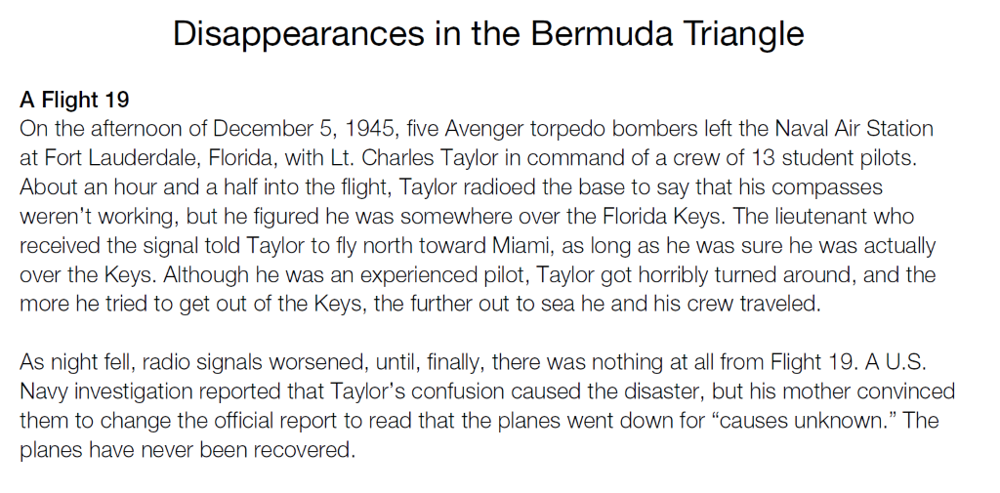 Disappearances in the Bermuda Triangle
A Flight 19
On the afternoon of December 5, 1945, five Avenger torpedo bombers left the Naval Air Station
at Fort Lauderdale, Florida, with Lt. Charles Taylor in command of a crew of 13 student pilots.
About an hour and a half into the flight, Taylor radioed the base to say that his compasses
weren't working, but he figured he was somewhere over the Florida Keys. The lieutenant who
received the signal told Taylor to fly north toward Miami, as long as he was sure he was actually
over the Keys. Although he was an experienced pilot, Taylor got horribly turned around, and the
more he tried to get out of the Keys, the further out to sea he and his crew traveled.
As night fell, radio signals worsened, until, finally, there was nothing at all from Flight 19. A U.S.
Navy investigation reported that Taylor's confusion caused the disaster, but his mother convinced
them to change the official report to read that the planes went down for “causes unknown.” The
planes have never been recovered.